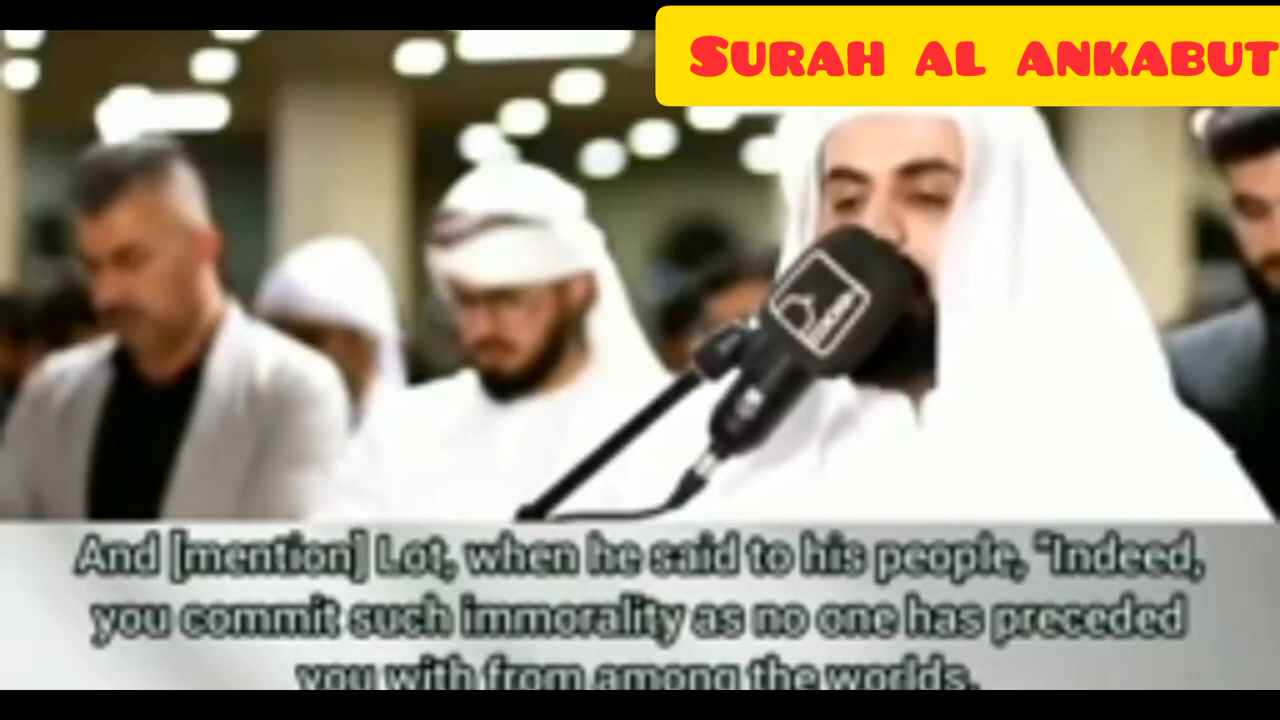 SURAH AL ANKABUT
And [mention] Lot, when he said to his people, "Indeed,
you commit such immorality as no one has preceded
you with from among the worlds.